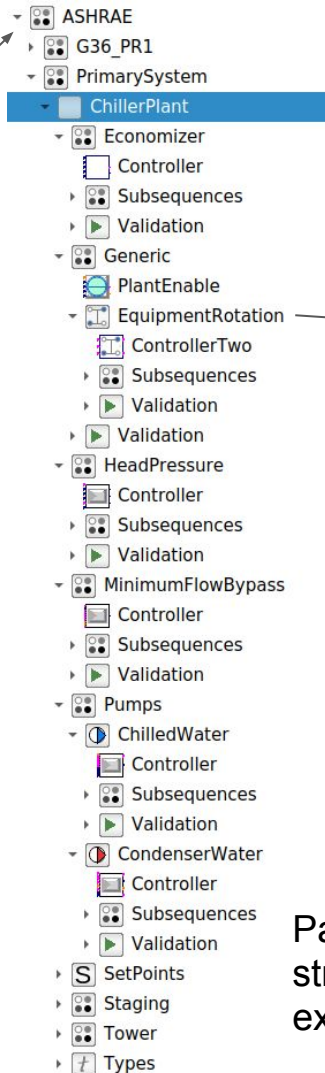 ASHRAE
G36_PR1
PrimarySystem
ChillerPlant
Economizer
Controller
Subsequences
Validation
Generic
PlantEnable
EquipmentRotation
ControllerTwo
Subsequences
Validation
Validation
HeadPressure
Controller
Subsequences
Validation
MinimumFlowBypass
Controller
Subsequences
Validation
Pumps
ChilledWater
Controller
Subsequences
Validation
CondenserWater
Controller
Subsequences
Validation
S SetPoints
Staging
Tower
t Types